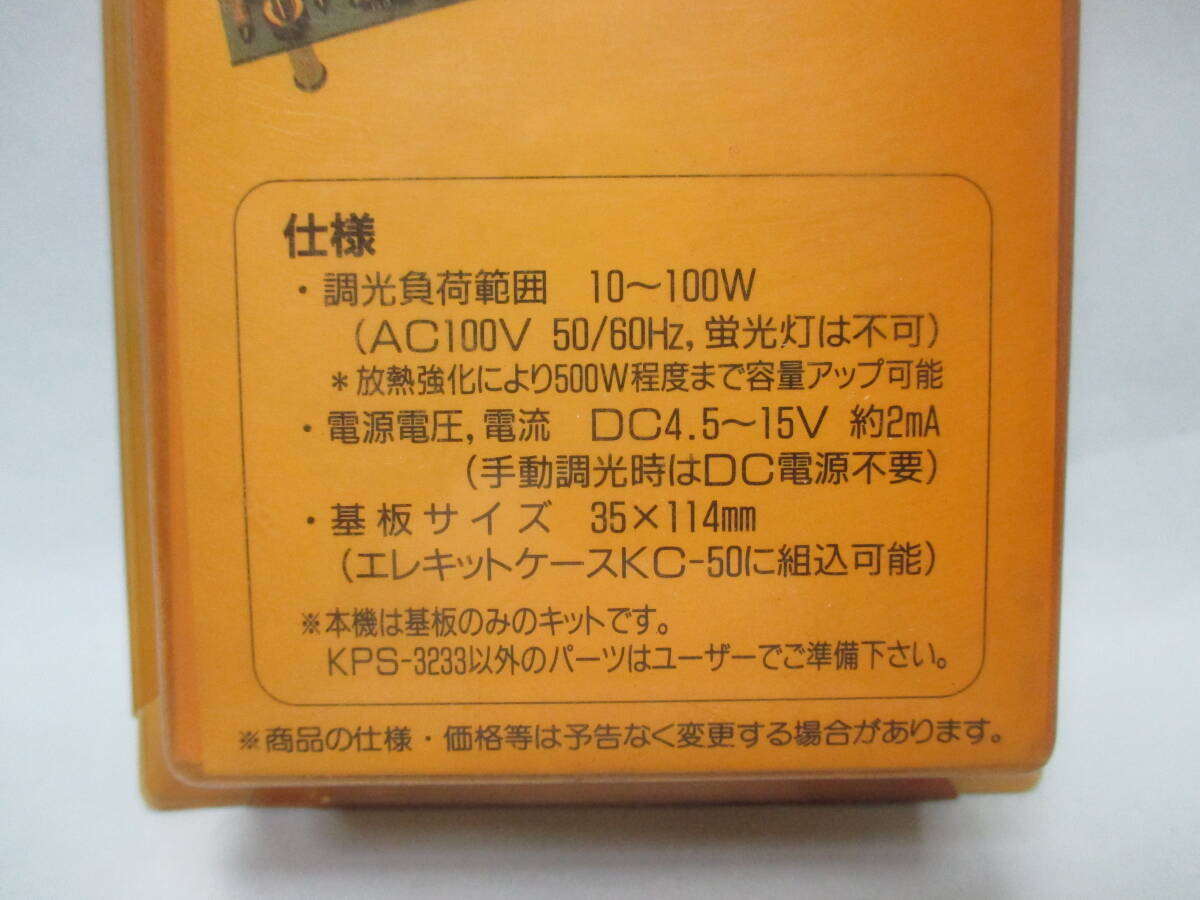 仕様
・調光負荷範囲 10〜100W
(AC100V 50/60Hz, 蛍光灯は不可)
*放熱強化により500W程度まで容量アップ可能
・電源電圧, 電流 DC4.5〜15V 約2mA
(手動調光時はDC電源不要)
・基板サイズ 35×114mm
(エレキットケースKC-50に組込可能)
※本機は基板のみのキットです。
KPS-3233以外のパーツはユーザーでご準備下さい。
※商品の仕様・価格等は予告なく変更する場合があります。